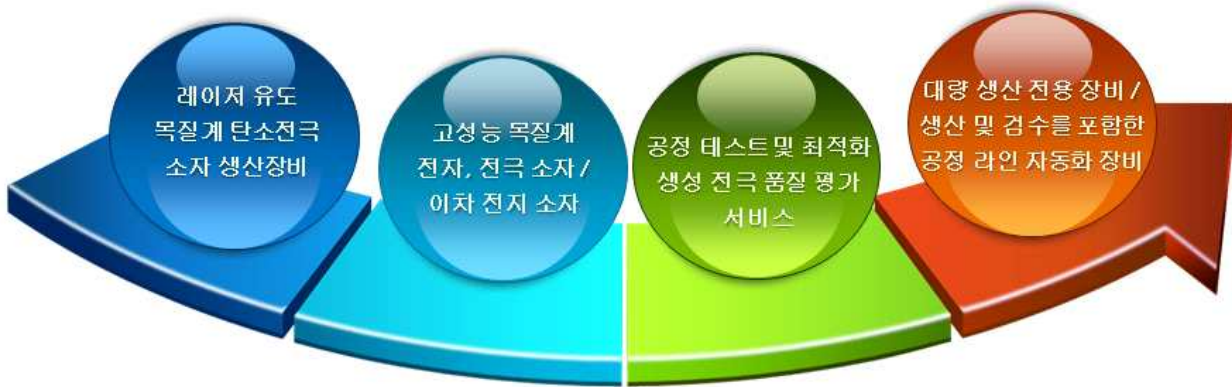 레이저 유도
목질계 탄소전극
소자 생산장비
고성능 목질계
전자, 전극 소자 /
이차 전지 소자
공정 테스트 및 최적화
생성 전극 품질 평가
서비스
대량 생산 전용 장비 /
생산 및 검수를 포함한
공정 라인 자동화 장비